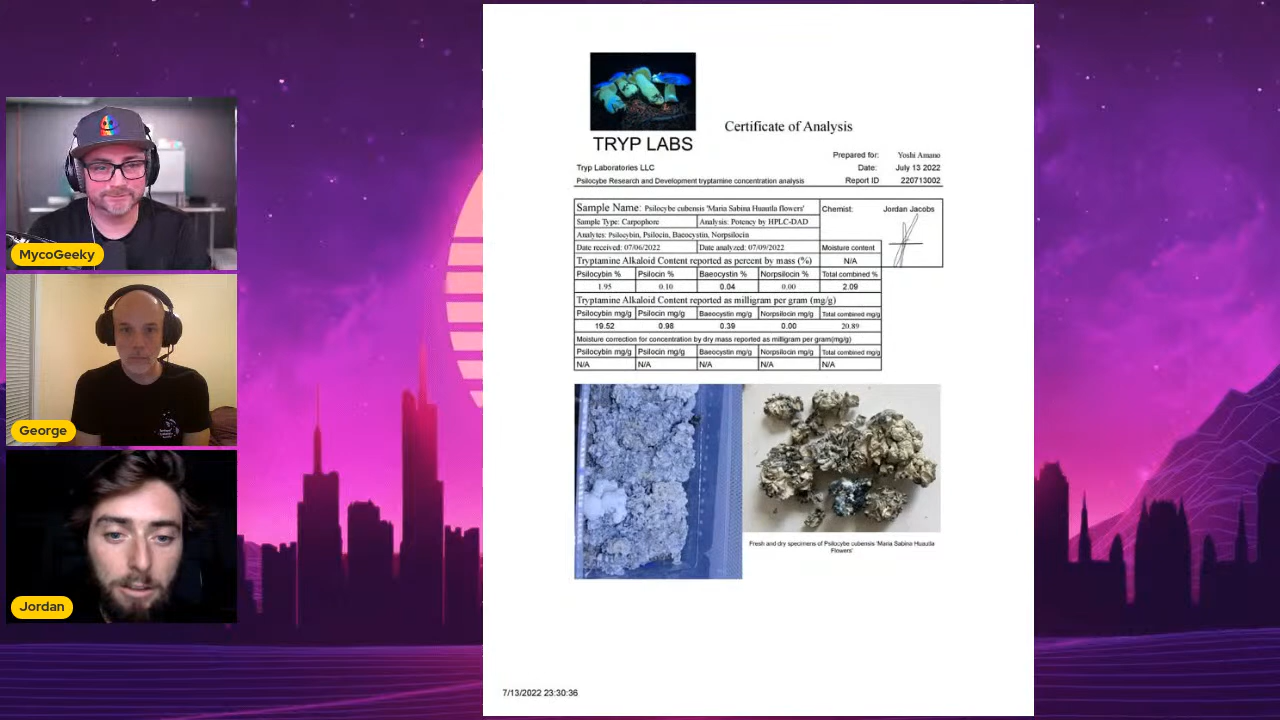 MycoGeeky
George
Jordan
TRYP LABS
Certificate of Analysis
Prepared for: Yoshi Amano
Tryp Laboratories LLC
Date: July 13 2022
Psilocybe Research and Development tryptamine concentration analysis
Report ID 220713002
Sample Name: Psilocybe cubensis 'Maria Sabina Huautla flowers'
Chemist: Jordan Jacobs
Sample Type: Carpophore Analysis: Potency by HPLC-DAD
Analytes: Psilocybin, Psilocin, Baeocystin, Norpsilocin
Date received: 07/06/2022 Date analyzed: 07/09/2022 Moisture content
Tryptamine Alkaloid Content reported as percent by mass (%) N/A
Psilocybin % Psilocin % Baeocystin % Norpsilocin % Total combined %
1.95 0.10 0.04 0.00 2.09
Tryptamine Alkaloid Content reported as milligram per gram (mg/g)
Psilocybin mg/g Psilocin mg/g Baeocystin mg/g Norpsilocin mg/g Total combined mg/g
19.52 0.98 0.39 0.00 20.89
Moisture correction for concentration by dry mass reported as milligram per gram(mg/g)
Psilocybin mg/g Psilocin mg/g Baeocystin mg/g Norpsilocin mg/g Total combined mg/g
N/A N/A N/A N/A N/A
Fresh and dry specimens of Psilocybe cubensis 'Maria Sabina Huautla
Flowers'
7/13/2022 23:30:36